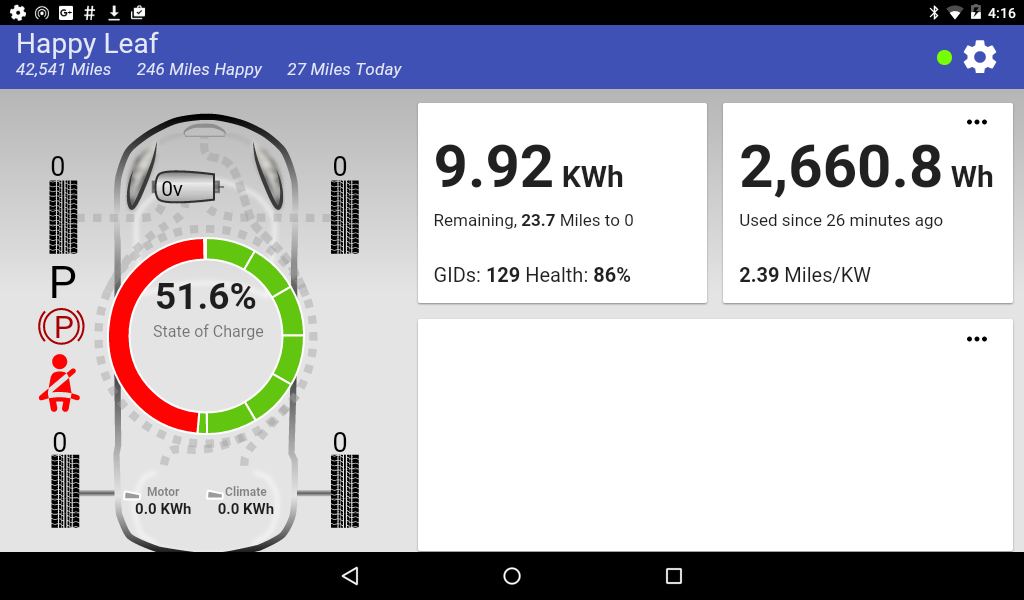 G+ # 4:16
Happy Leaf
42,541 Miles 246 Miles Happy 27 Miles Today
0 0
0v
P
(P)
51.6%
State of Charge
0 0
Motor Climate
0.0 KWh 0.0 KWh
9.92 KWh
Remaining, 23.7 Miles to 0
GIDs: 129 Health: 86%
2,660.8 Wh
Used since 26 minutes ago
2.39 Miles/KW